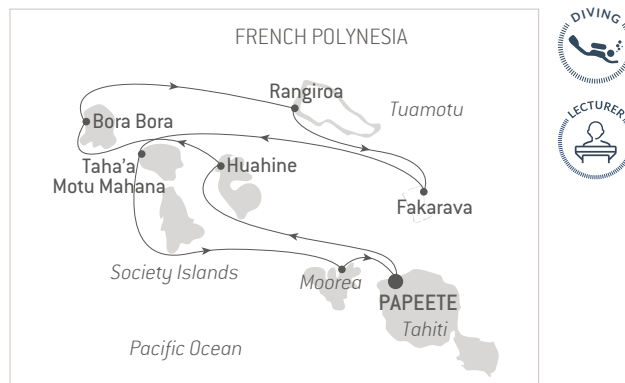 FRENCH POLYNESIA
DIVING
Rangiroa
Tuamotu
Bora Bora
LECTURER
Taha'a
Motu Mahana
Huahine
Fakarava
Society Islands
Moorea
PAPEETE
Tahiti
Pacific Ocean